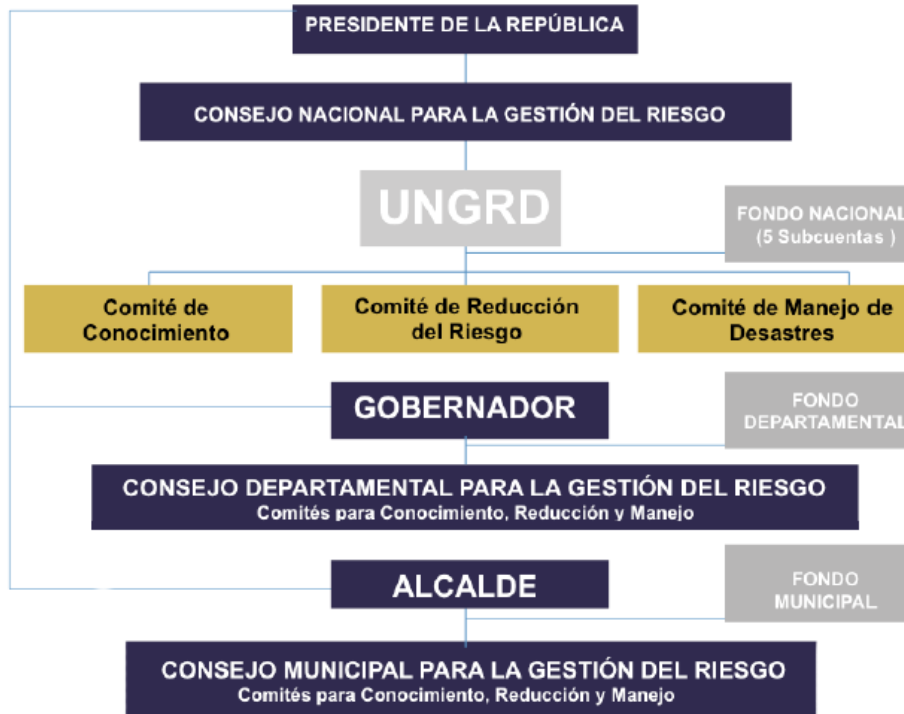 PRESIDENTE DE LA REPÚBLICA
CONSEJO NACIONAL PARA LA GESTIÓN DEL RIESGO
UNGRD
FONDO NACIONAL
(5 Subcuentas )
Comité de
Conocimiento
Comité de Reducción
del Riesgo
Comité de Manejo de
Desastres
GOBERNADOR
FONDO
DEPARTAMENTAL
CONSEJO DEPARTAMENTAL PARA LA GESTIÓN DEL RIESGO
Comités para Conocimiento, Reducción y Manejo
ALCALDE
FONDO
MUNICIPAL
CONSEJO MUNICIPAL PARA LA GESTIÓN DEL RIESGO
Comités para Conocimiento, Reducción y Manejo